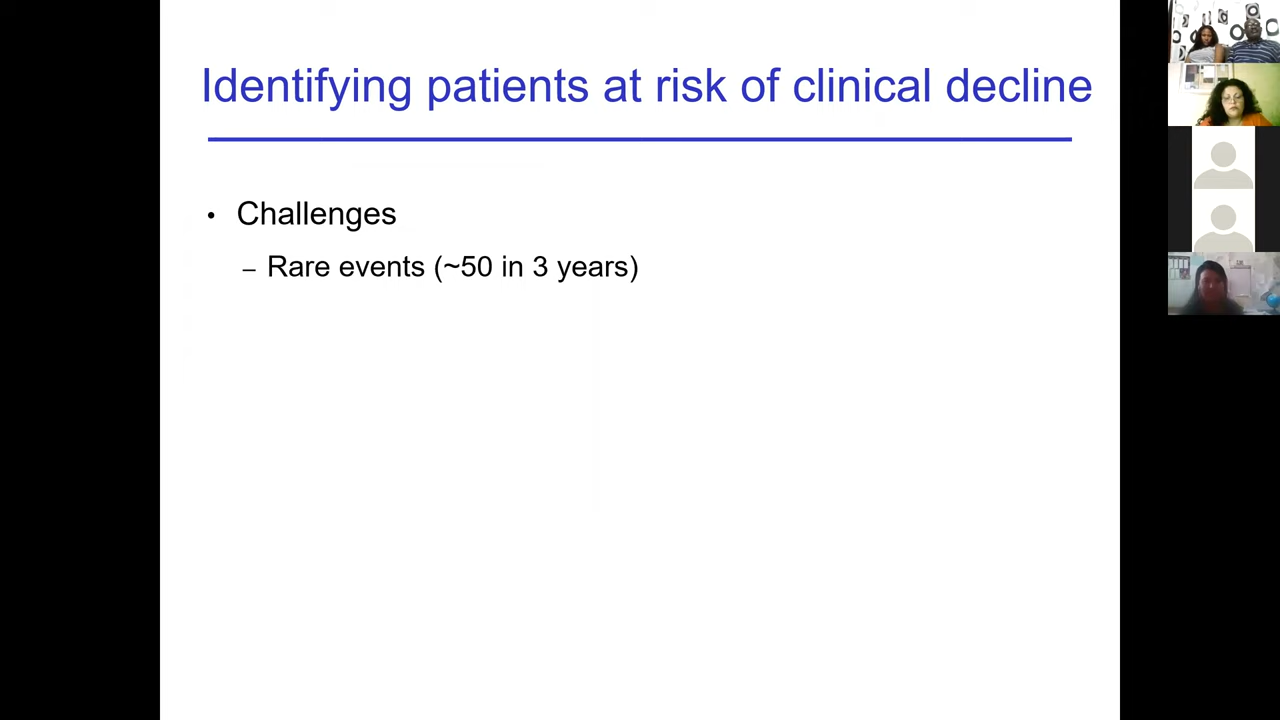 Identifying patients at risk of clinical decline
• Challenges
– Rare events (~50 in 3 years)